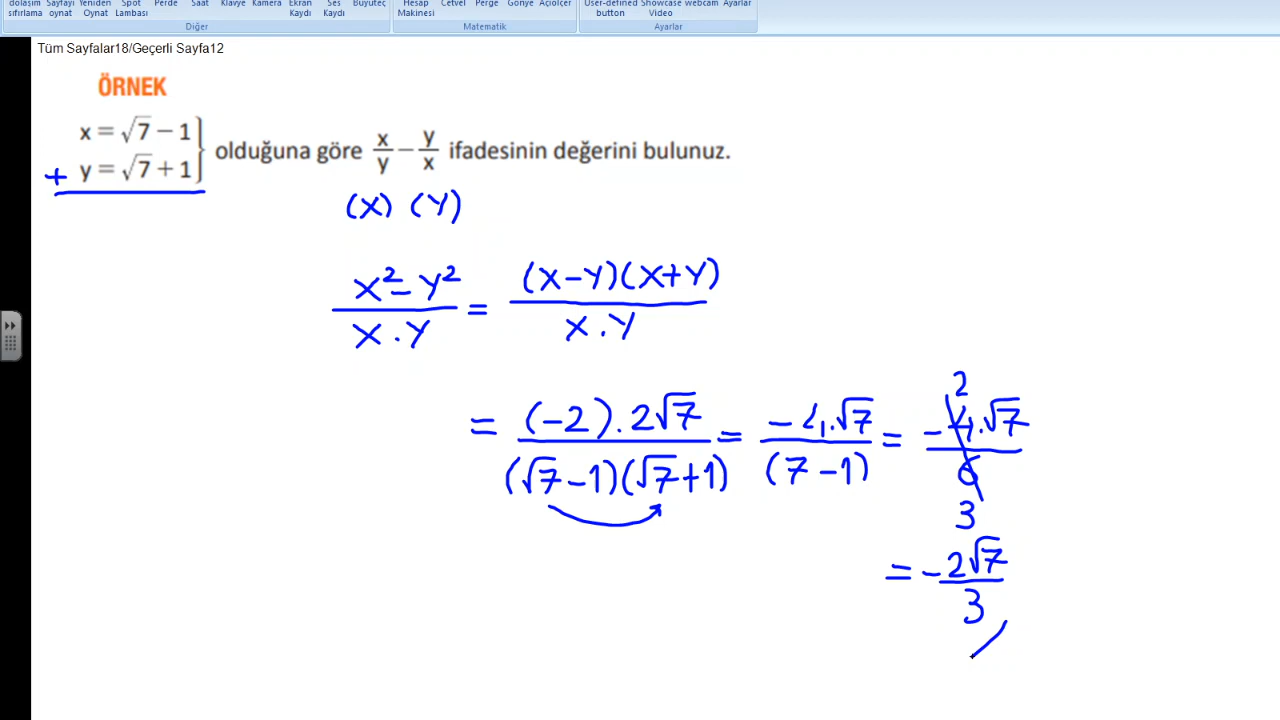 dolaşım Sayfayı Yeniden Spot Perde Saat Klavye Kamera Ekran Ses Büyüteç Hesap Cetvel Perge Gönye Açıölçer User-defined Showcase webcam Ayarlar
sıfırlama oynat Oynat Lambası Kaydı Kaydı Makinesi button Video
Diğer Matematik Ayarlar
Tüm Sayfalar18/Geçerli Sayfa12
ÖRNEK
x = √7 − 1
y = √7 + 1 } olduğuna göre x/y − y/x ifadesinin değerini bulunuz.
+
(x) (y)
x² − y² / x . y = (x−y)(x+y) / x . y
= (−2) . 2√7 / (√7−1)(√7+1) = −4.√7 / (7−1) = −4.√7 / 6
2
3
= −2√7 / 3